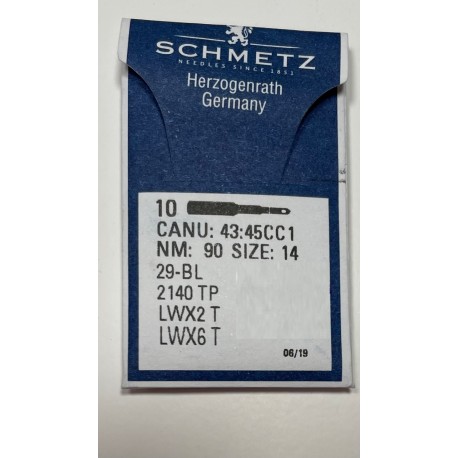 SCHMETZ
NEEDLES SINCE 1851
Herzogenrath
Germany
10
CANU: 43:45CC1
NM: 90 SIZE: 14
29-BL
2140 TP
LWX2 T
LWX6 T
06/19